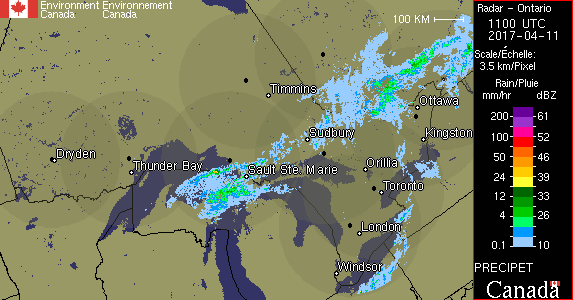 Environment Environnement
Canada Canada
100 KM
Timmins
Ottawa
Sudbury
Kingston
Dryden
Thunder Bay
Sault Ste. Marie
Orillia
Toronto
London
Windsor
Radar - Ontario
1100 UTC
2017-04-11
Scale/Échelle:
3.5 km/Pixel
Rain/Pluie
mm/hr dBZ
200 61
100 52
50 46
24 39
12 33
4 26
0.1 10
PRECIPET
Canada